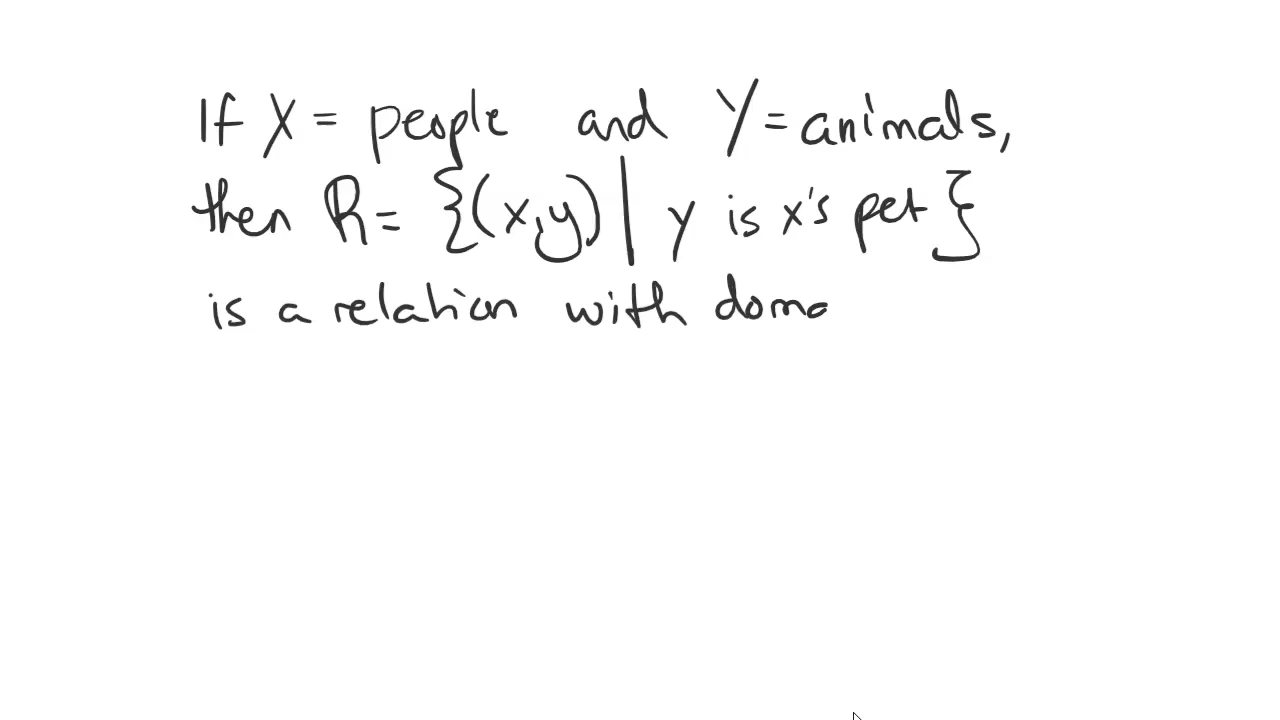 If X = people and Y = animals,
then R = {(x,y) | y is x's pet}
is a relation with doma